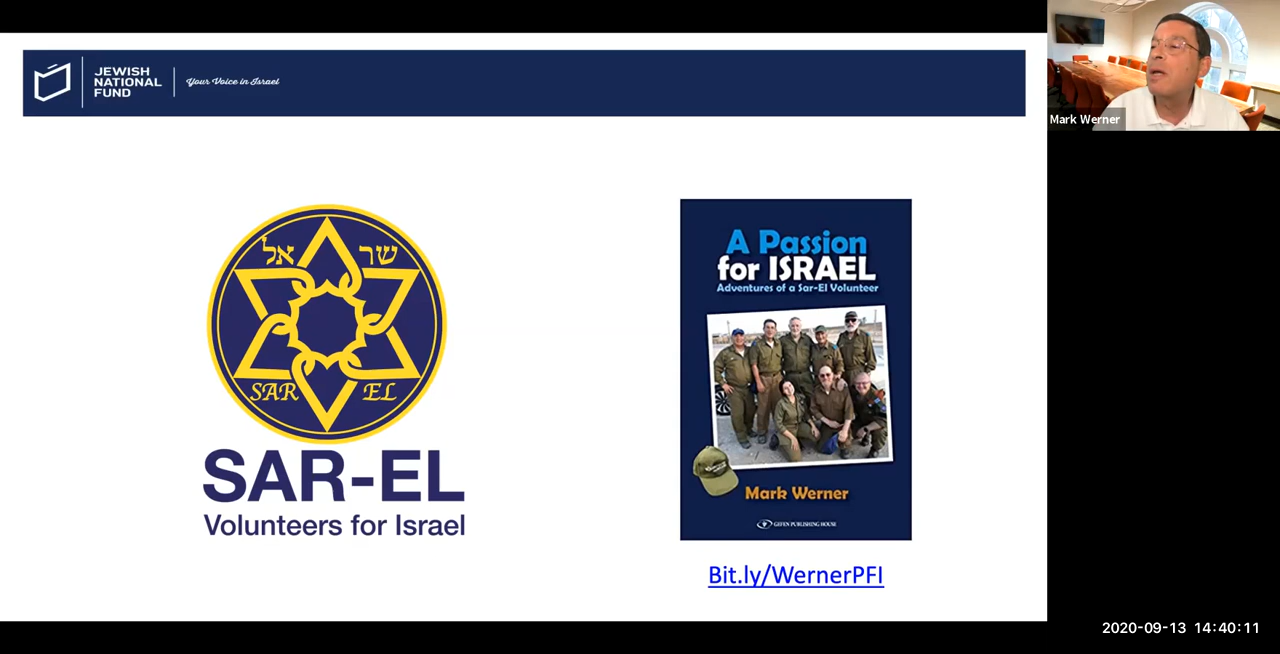 JEWISH
NATIONAL
FUND
Your Voice in Israel
Mark Werner
שר אל
SAR EL
SAR-EL
Volunteers for Israel
A Passion
for ISRAEL
Adventures of a Sar-El Volunteer
Mark Werner
GEFEN PUBLISHING HOUSE
Bit.ly/WernerPFI
2020-09-13 14:40:11